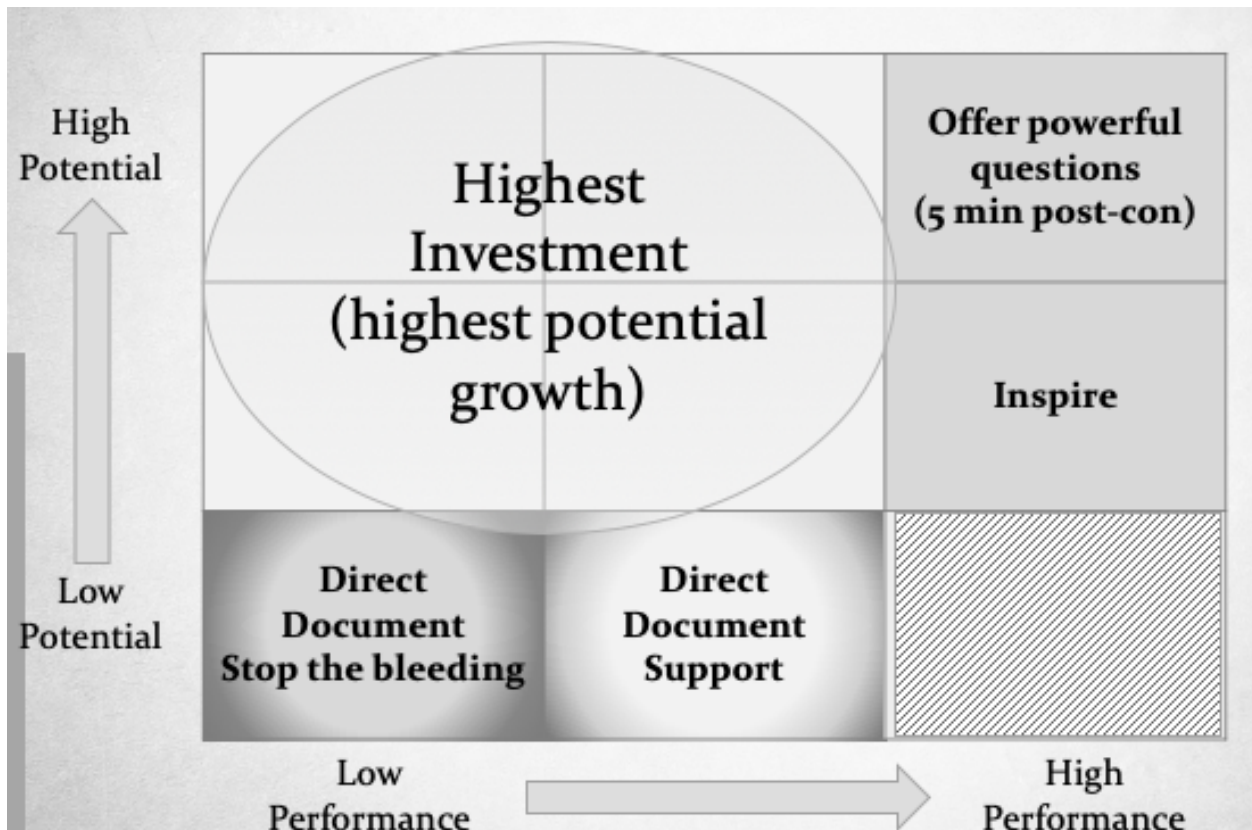 High
Potential
Highest
Investment
(highest potential
growth)
Offer powerful
questions
(5 min post-con)
Inspire
Low
Potential
Direct
Document
Stop the bleeding
Direct
Document
Support
Low
Performance
High
Performance